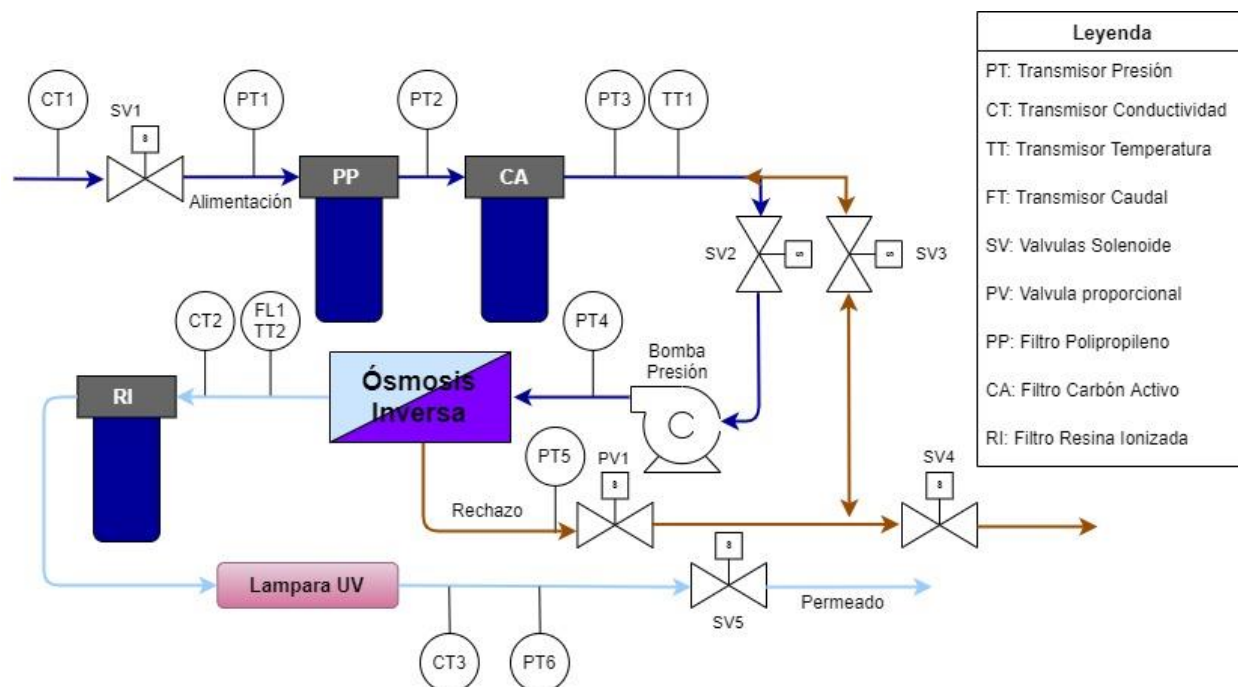 Leyenda
PT: Transmisor Presión
CT: Transmisor Conductividad
TT: Transmisor Temperatura
FT: Transmisor Caudal
SV: Valvulas Solenoide
PV: Valvula proporcional
PP: Filtro Polipropileno
CA: Filtro Carbón Activo
RI: Filtro Resina Ionizada
CT1
SV1
S
PT1
PT2
PT3
TT1
Alimentación
PP
CA
SV2
S
S
SV3
CT2
FL1
TT2
PT4
Bomba
Presión
RI
Ósmosis
Inversa
PT5
PV1
S
SV4
S
Rechazo
Lampara UV
S
SV5
Permeado
CT3
PT6